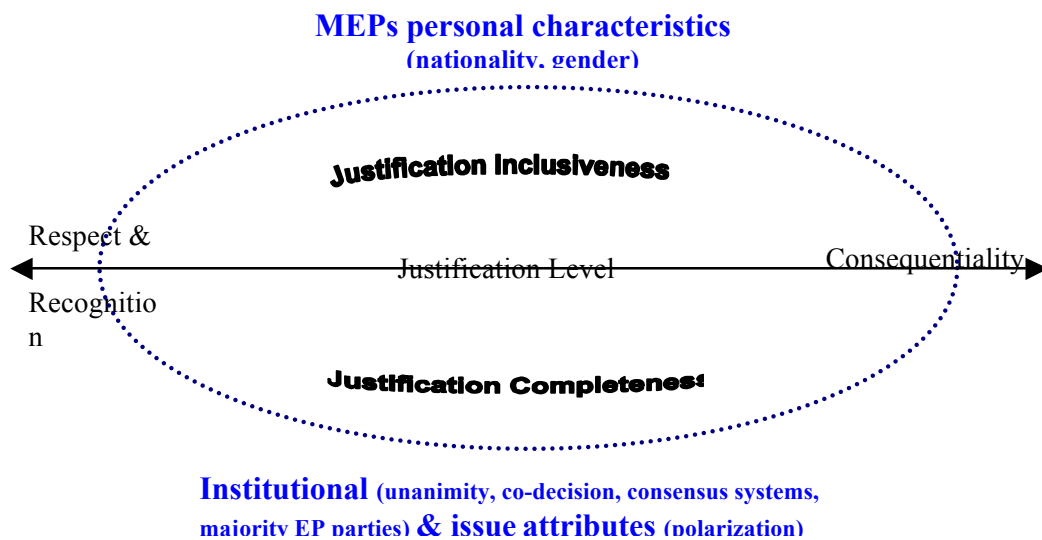 MEPs personal characteristics
(nationality, gender)
Justification Inclusiveness
Respect &
Justification Level
Consequentiality
Recognitio
n
Justification Completeness
Institutional (unanimity, co-decision, consensus systems,
majority EP parties) & issue attributes (polarization)